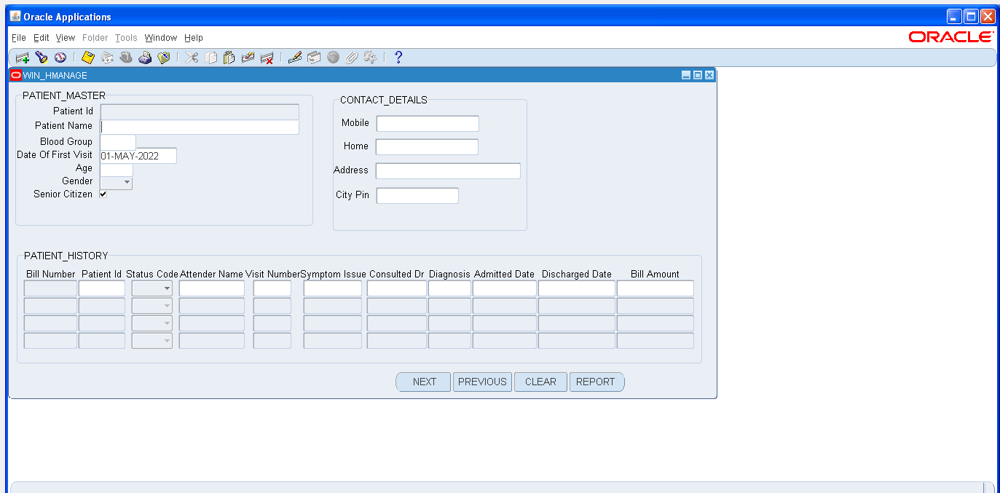 Oracle Applications
File Edit View Folder Tools Window Help
ORACLE
WIN_HMANAGE
PATIENT_MASTER
Patient Id
Patient Name
Blood Group
Date Of First Visit 01-MAY-2022
Age
Gender
Senior Citizen
CONTACT_DETAILS
Mobile
Home
Address
City Pin
PATIENT_HISTORY
Bill Number Patient Id Status Code Attender Name Visit Number Symptom Issue Consulted Dr Diagnosis Admitted Date Discharged Date Bill Amount
NEXT PREVIOUS CLEAR REPORT